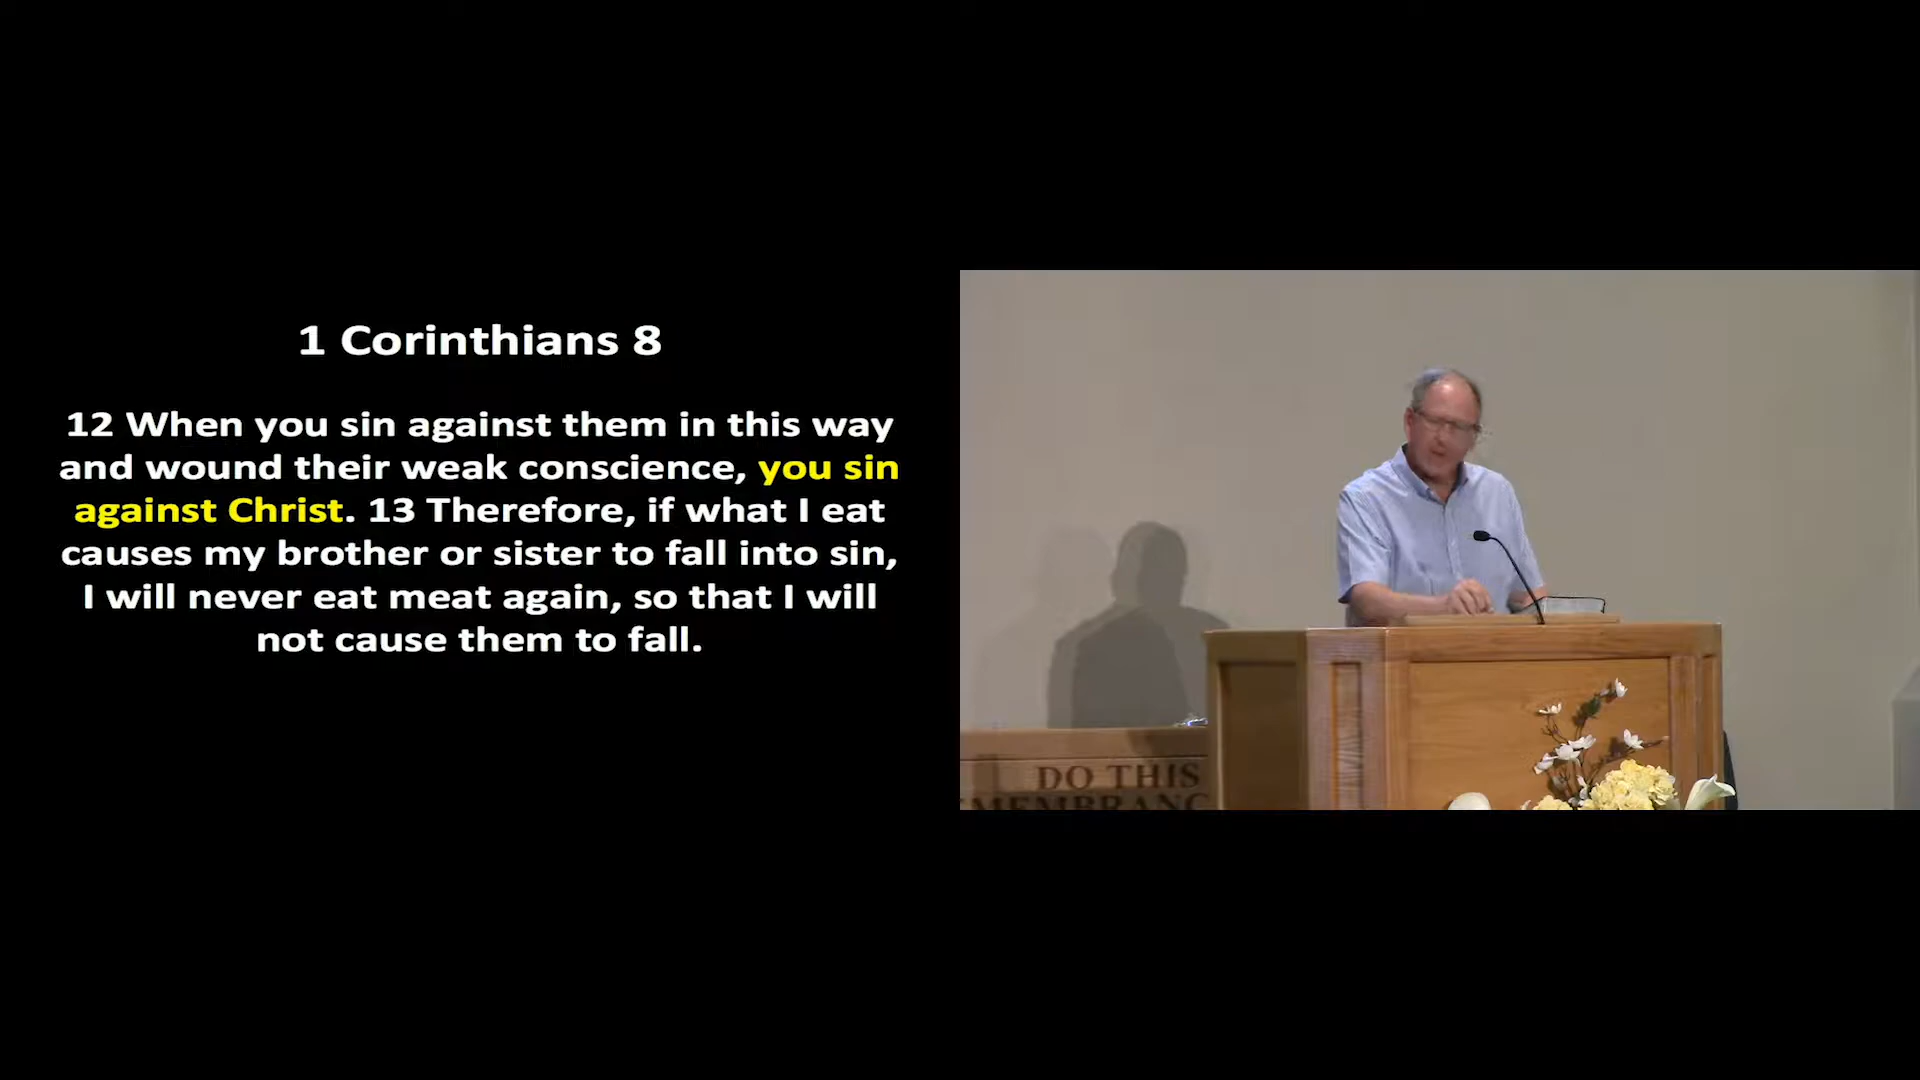 1 Corinthians 8
12 When you sin against them in this way
and wound their weak conscience, you sin
against Christ. 13 Therefore, if what I eat
causes my brother or sister to fall into sin,
I will never eat meat again, so that I will
not cause them to fall.
DO THIS
MEMBRANC